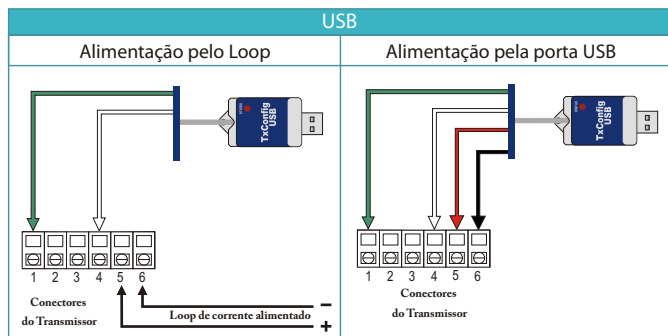 USB
Alimentação pelo Loop
Alimentação pela porta USB
TxConfig
USB
TxConfig
USB
1 2 3 4 5 6
Conectores
do Transmissor
Loop de corrente alimentado
−
+
1 2 3 4 5 6
Conectores
do Transmissor